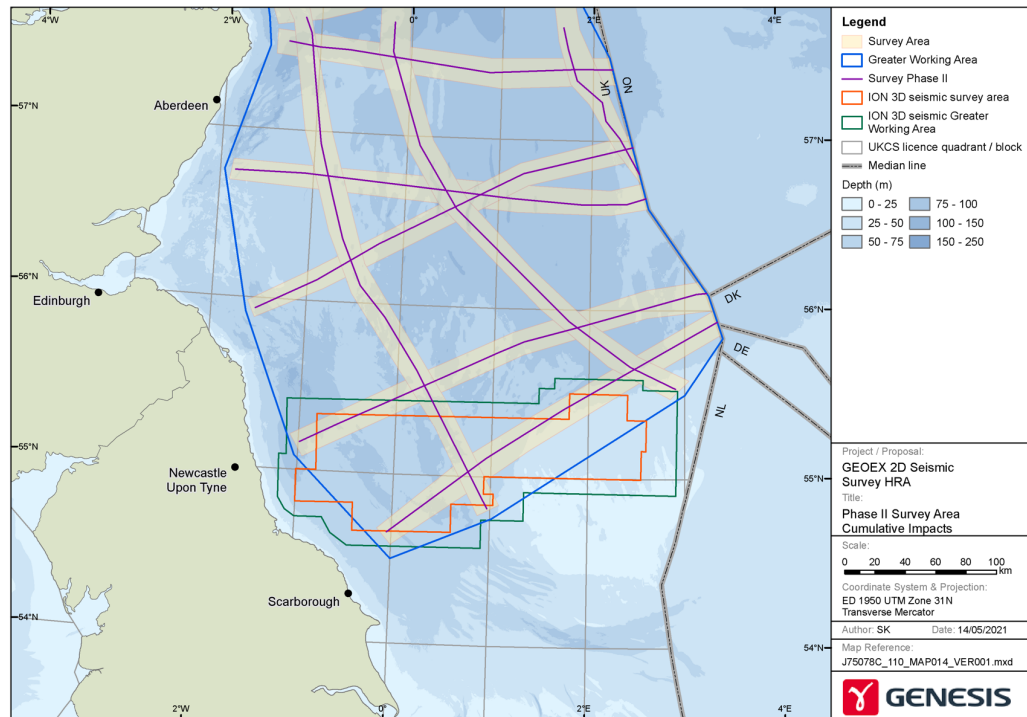 4°W
2°W
0°
2°E
4°E
57°N
56°N
55°N
54°N
57°N
56°N
55°N
54°N
2°W
0°
2°E
4°E
Aberdeen
Edinburgh
Newcastle
Upon Tyne
Scarborough
UK
NO
DK
DE
NL
Legend
Survey Area
Greater Working Area
Survey Phase II
ION 3D seismic survey area
ION 3D seismic Greater
Working Area
UKCS licence quadrant / block
Median line
Depth (m)
0 - 25
75 - 100
25 - 50
100 - 150
50 - 75
150 - 250
Project / Proposal:
GEOEX 2D Seismic
Survey HRA
Title:
Phase II Survey Area
Cumulative Impacts
Scale:
0 20 40 60 80 100
km
Coordinate System & Projection:
ED 1950 UTM Zone 31N
Transverse Mercator
Author: SK Date: 14/05/2021
Map Reference:
J75078C_110_MAP014_VER001.mxd
GENESIS